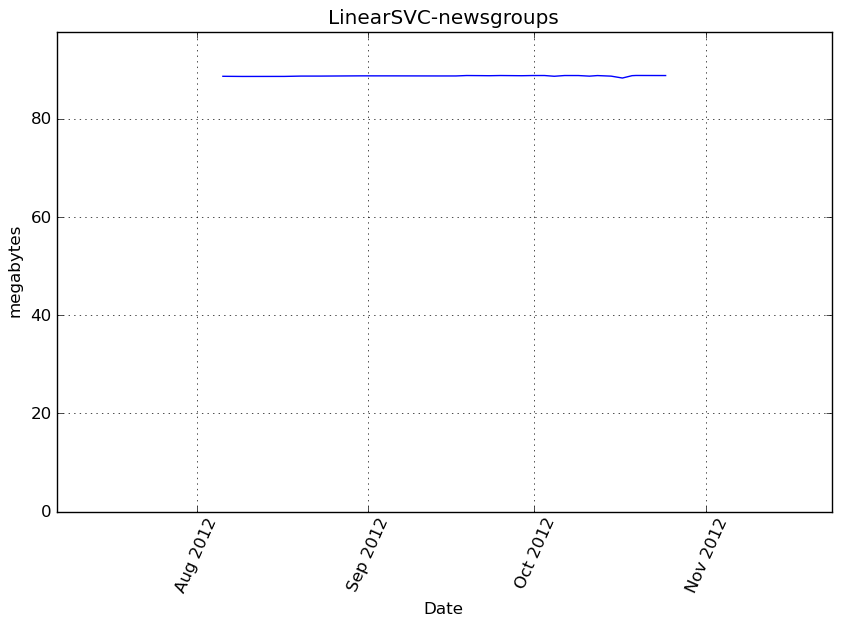 LinearSVC-newsgroups
megabytes
80
60
40
20
0
Aug 2012
Sep 2012
Oct 2012
Nov 2012
Date